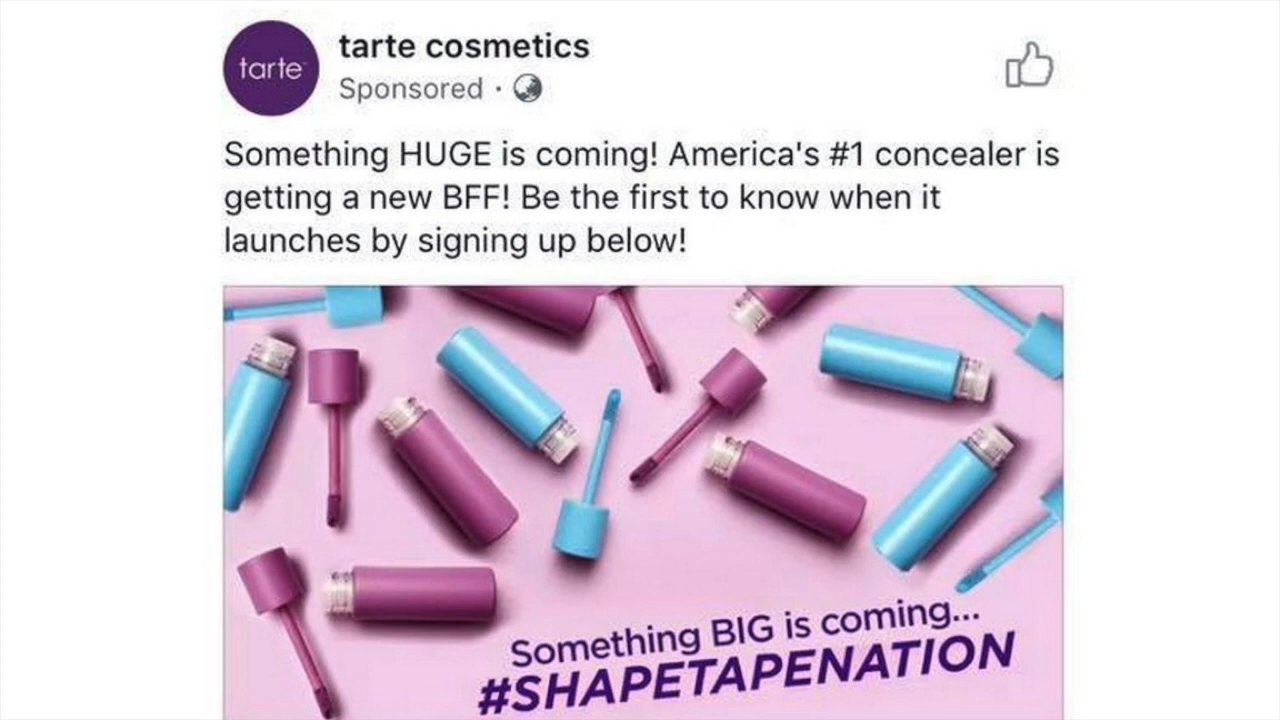 tarte
tarte cosmetics
Sponsored ·
Something HUGE is coming! America's #1 concealer is
getting a new BFF! Be the first to know when it
launches by signing up below!
Something BIG is coming...
#SHAPETAPENATION